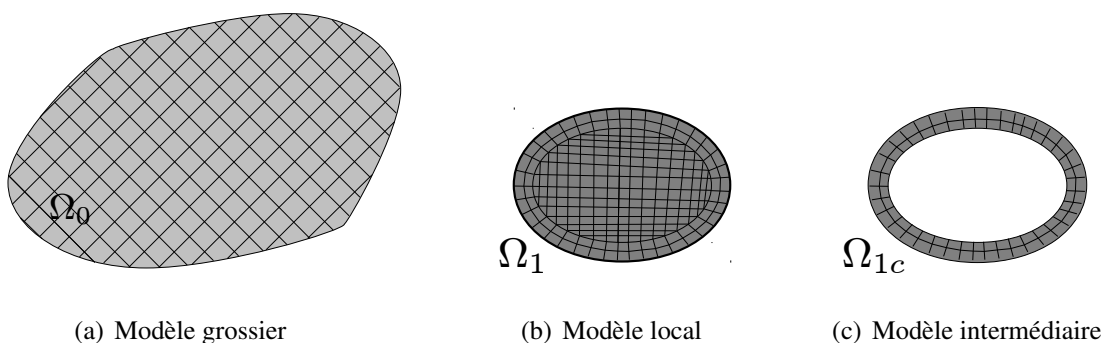 Ω₀
Ω₁
Ω₁c
(a) Modèle grossier
(b) Modèle local
(c) Modèle intermédiaire